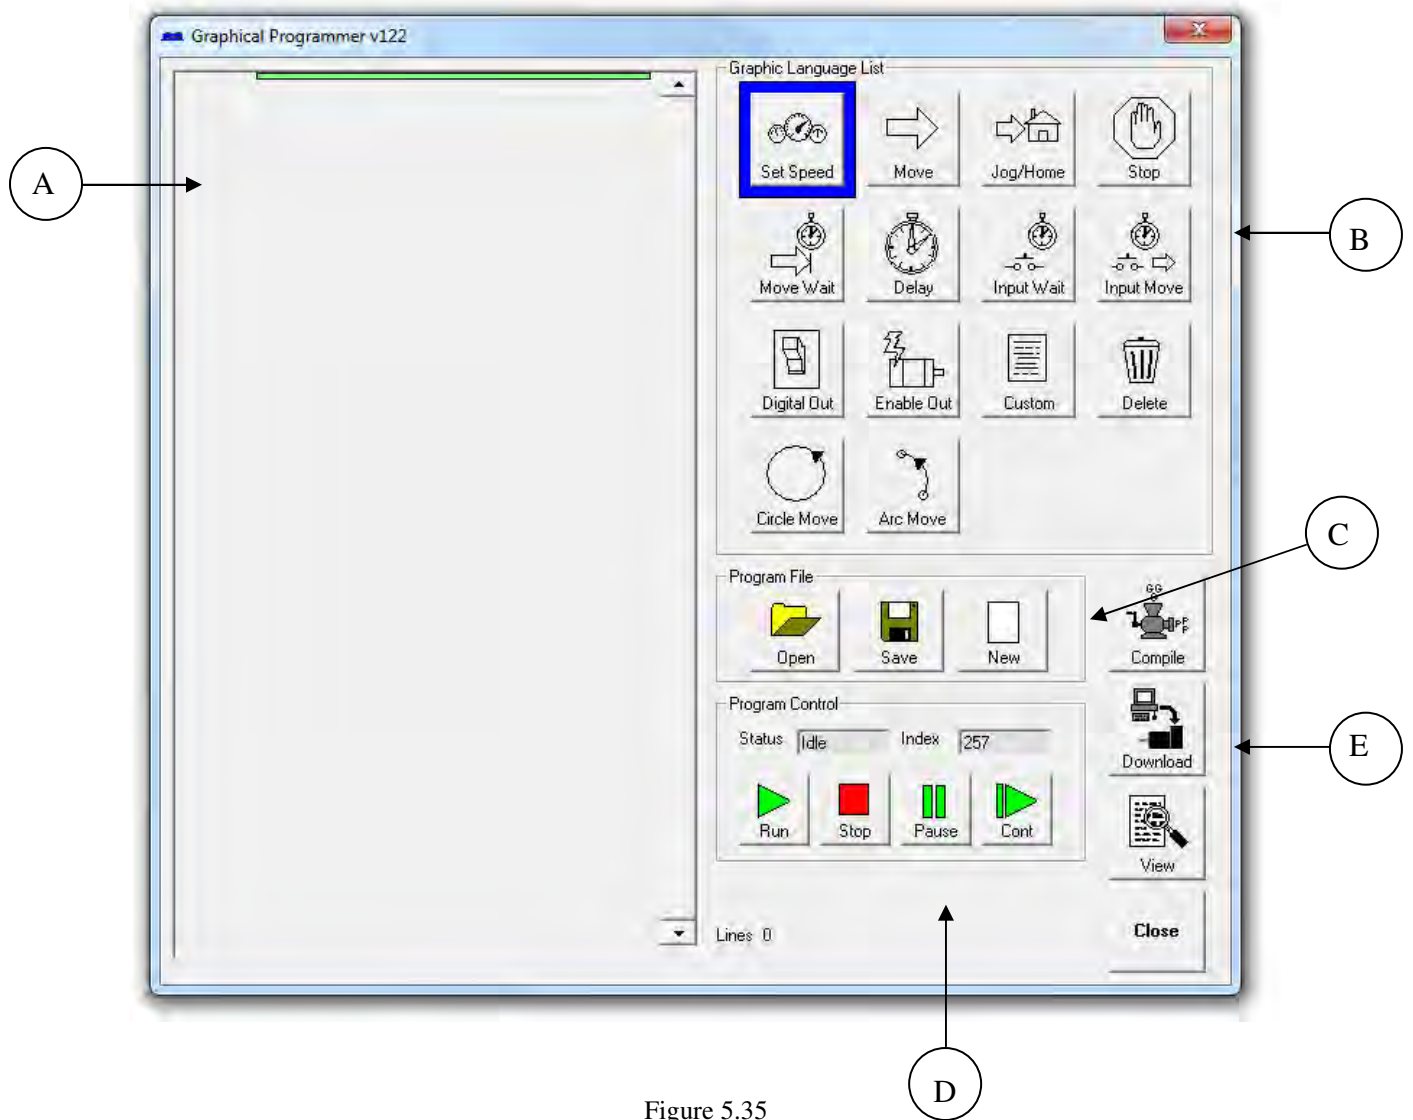 Graphical Programmer v122
Graphic Language List
Set Speed Move Jog/Home Stop
A
B
Move Wait Delay Input Wait Input Move
Digital Out Enable Out Custom Delete
Circle Move Arc Move
C
Program File
GG
P P P
Open Save New Compile
Program Control
Status Idle Index 257
E
Download
Run Stop Pause Cont
View
Lines 0
Close
D
Figure 5.35